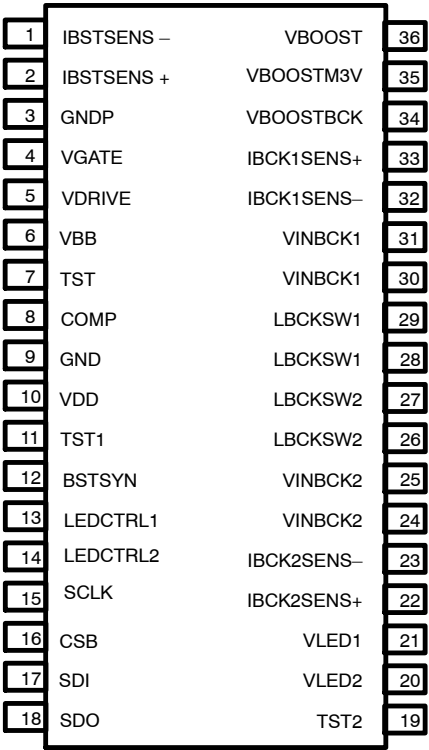 1 IBSTSENS – VBOOST 36
2 IBSTSENS + VBOOSTM3V 35
3 GNDP VBOOSTBCK 34
4 VGATE IBCK1SENS+ 33
5 VDRIVE IBCK1SENS– 32
6 VBB VINBCK1 31
7 TST VINBCK1 30
8 COMP LBCKSW1 29
9 GND LBCKSW1 28
10 VDD LBCKSW2 27
11 TST1 LBCKSW2 26
12 BSTSYN VINBCK2 25
13 LEDCTRL1 VINBCK2 24
14 LEDCTRL2 IBCK2SENS– 23
15 SCLK IBCK2SENS+ 22
16 CSB VLED1 21
17 SDI VLED2 20
18 SDO TST2 19